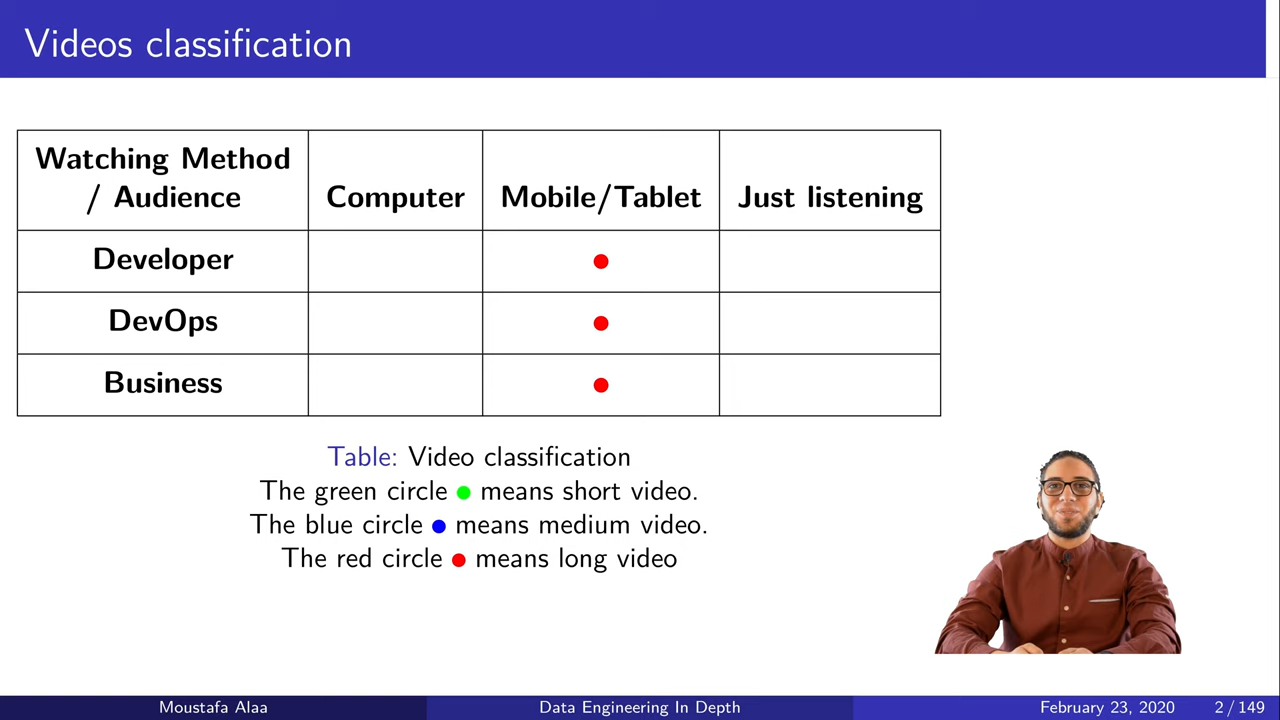 Videos classification
Watching Method
/ Audience
Computer
Mobile/Tablet
Just listening
Developer
DevOps
Business
Table: Video classification
The green circle ● means short video.
The blue circle ● means medium video.
The red circle ● means long video
Moustafa Alaa
Data Engineering In Depth
February 23, 2020
2 / 149